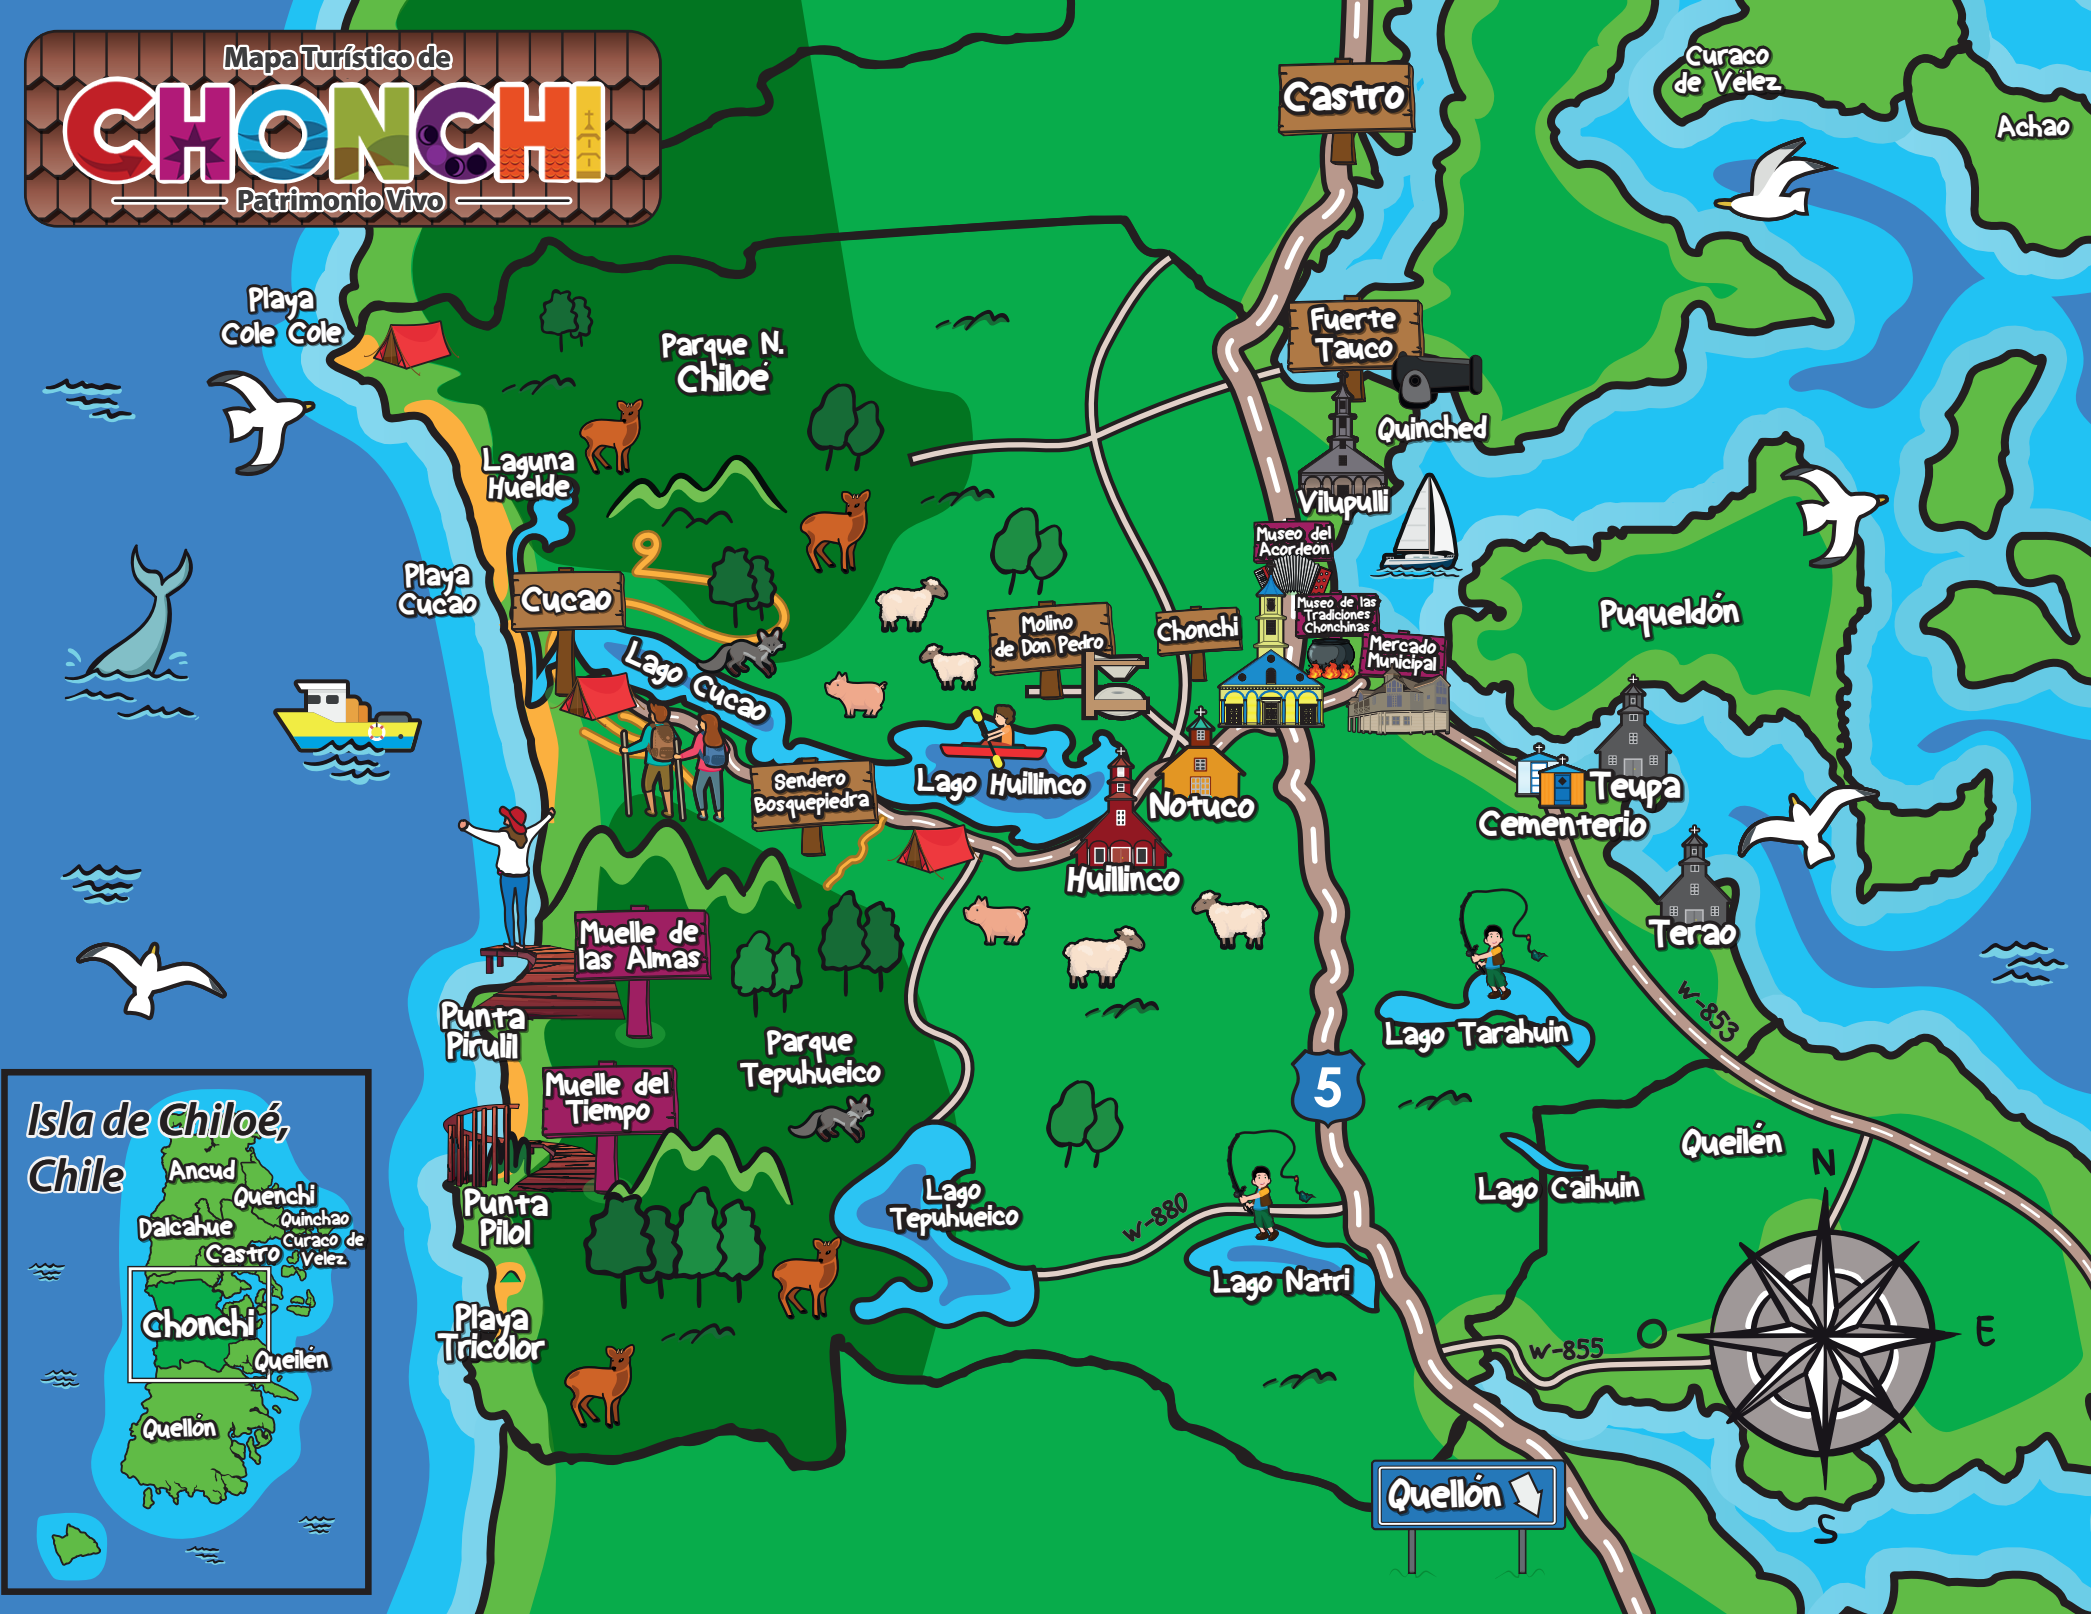 Mapa Turístico de
CHONCHI
Patrimonio Vivo
Castro
Curaco
de Vélez
Achao
Playa
Cole Cole
Parque N.
Chiloé
Fuerte
Tauco
Quinched
Laguna
Huelde
Vilupulli
Museo del
Acordeon
Playa
Cucao
Cucao
Lago Cucao
Molino
de Don Pedro
Chonchi
Museo de las
Tradiciones
Chonchinas
Mercado
Municipal
Puqueldón
Sendero
Bosquepiedra
Lago Huillinco
Notuco
Huillinco
Teupa
Cementerio
Terao
Muelle de
las Almas
Punta
Pirulil
Parque
Tepuhueico
Lago Tarahuin
W-853
Muelle del
Tiempo
5
Queilén
Punta
Pilol
Lago
Tepuhueico
W-880
Lago Caihuin
Lago Natri
Playa
Tricolor
W-855
N
O
E
S
Quellón
Isla de Chiloé,
Chile
Ancud
Quenchi
Dalcahue
Quinchao
Curaco de
Vélez
Castro
Chonchi
Queilén
Quellón